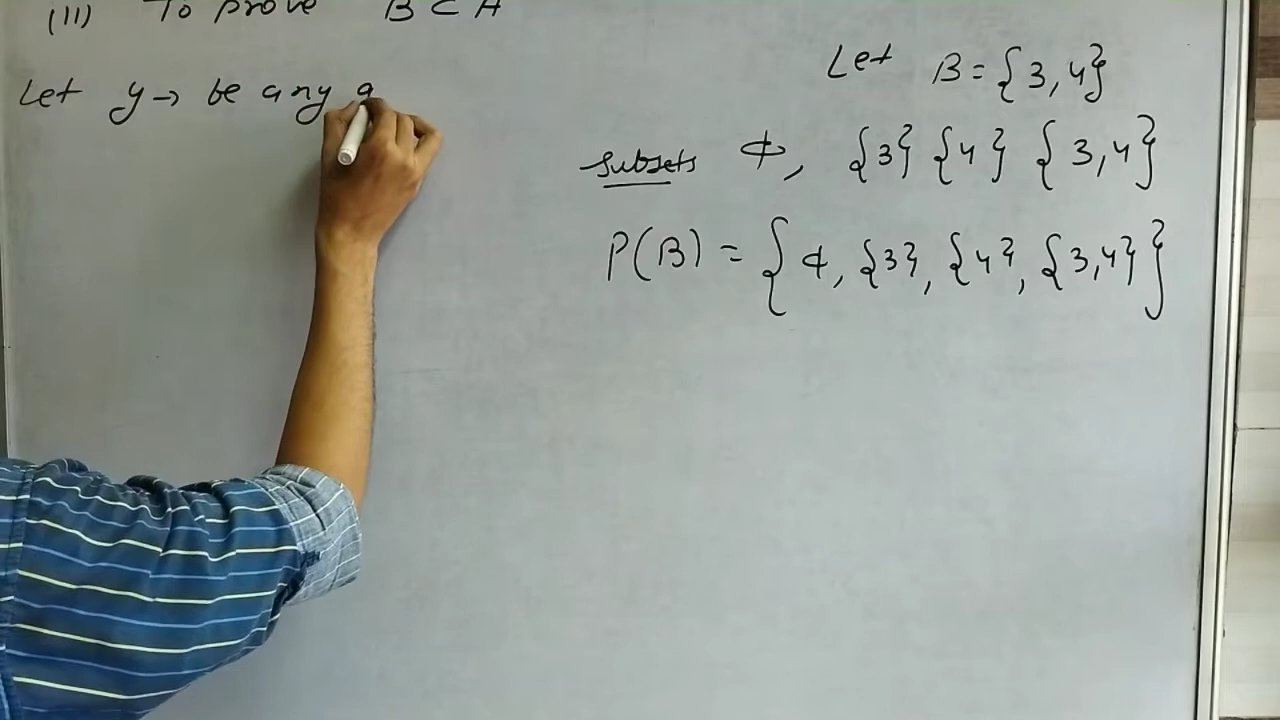 (II) To prove B ⊂ A
Let y → be any a
Let B = {3,4}
subsets ϕ, {3} {4} {3,4}
P(B) = {ϕ, {3}, {4}, {3,4}}